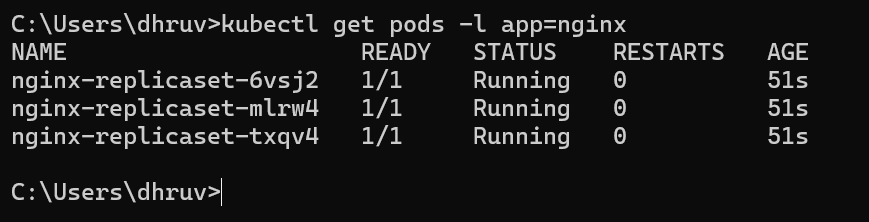 C:\Users\dhruv>kubectl get pods -l app=nginx
NAME                     READY   STATUS    RESTARTS   AGE
nginx-replicaset-6vsj2   1/1     Running   0          51s
nginx-replicaset-mlrw4   1/1     Running   0          51s
nginx-replicaset-txqv4   1/1     Running   0          51s
C:\Users\dhruv>